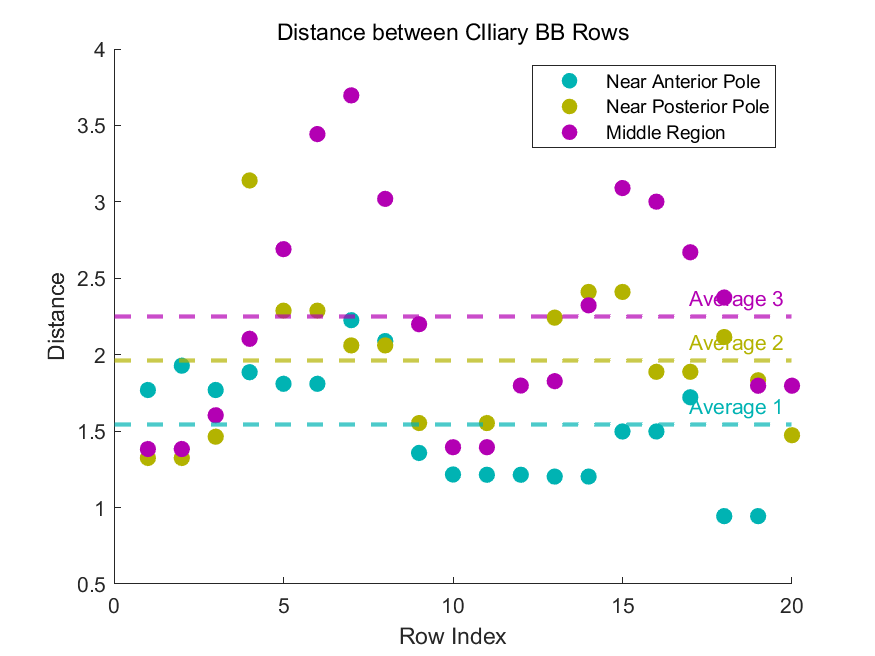 Distance between CIliary BB Rows
4
3.5
3
2.5
2
1.5
1
0.5
Distance
Near Anterior Pole
Near Posterior Pole
Middle Region
Average 3
Average 2
Average 1
0 5 10 15 20
Row Index